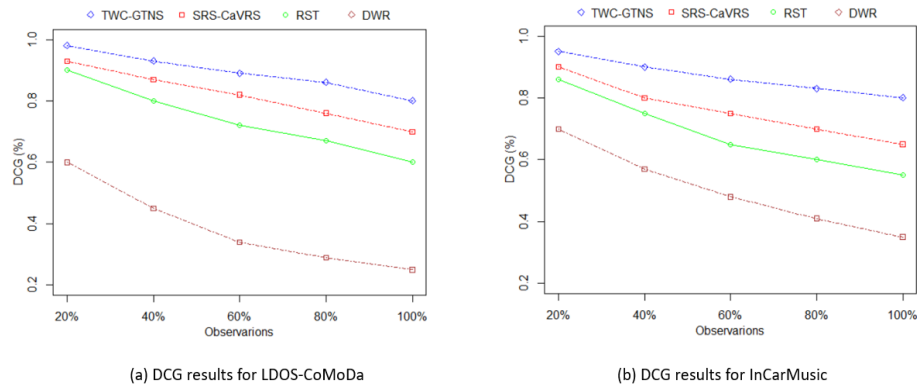 TWC-GTNS SRS-CaVRS RST DWR
DCG (%)
1.0
0.8
0.6
0.4
0.2
20% 40% 60% 80% 100%
Observarions
(a) DCG results for LDOS-CoMoDa
TWC-GTNS SRS-CaVRS RST DWR
DCG (%)
1.0
0.8
0.6
0.4
0.2
20% 40% 60% 80% 100%
Observarions
(b) DCG results for InCarMusic